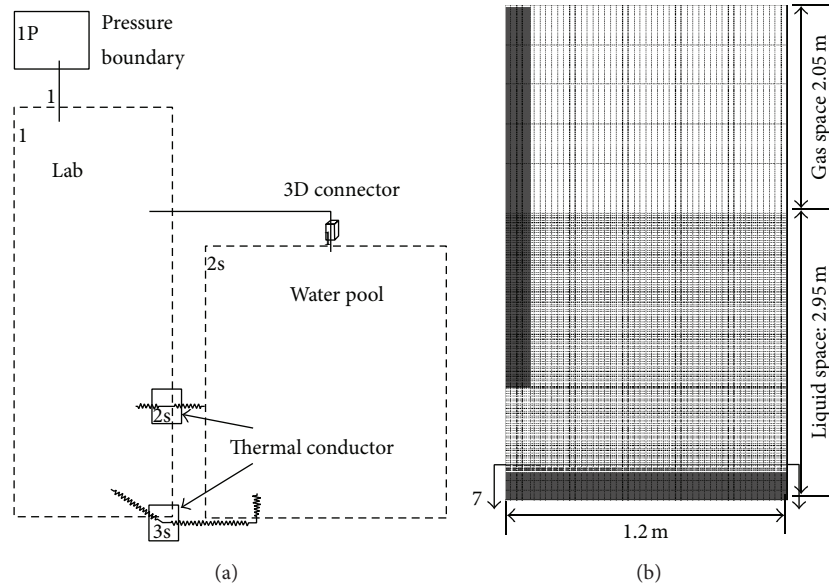 1P
Pressure
boundary
1
1
Lab
3D connector
2s
Water pool
2s
Thermal conductor
3s
(a)
Gas space 2.05 m
Liquid space: 2.95 m
7
1.2 m
(b)